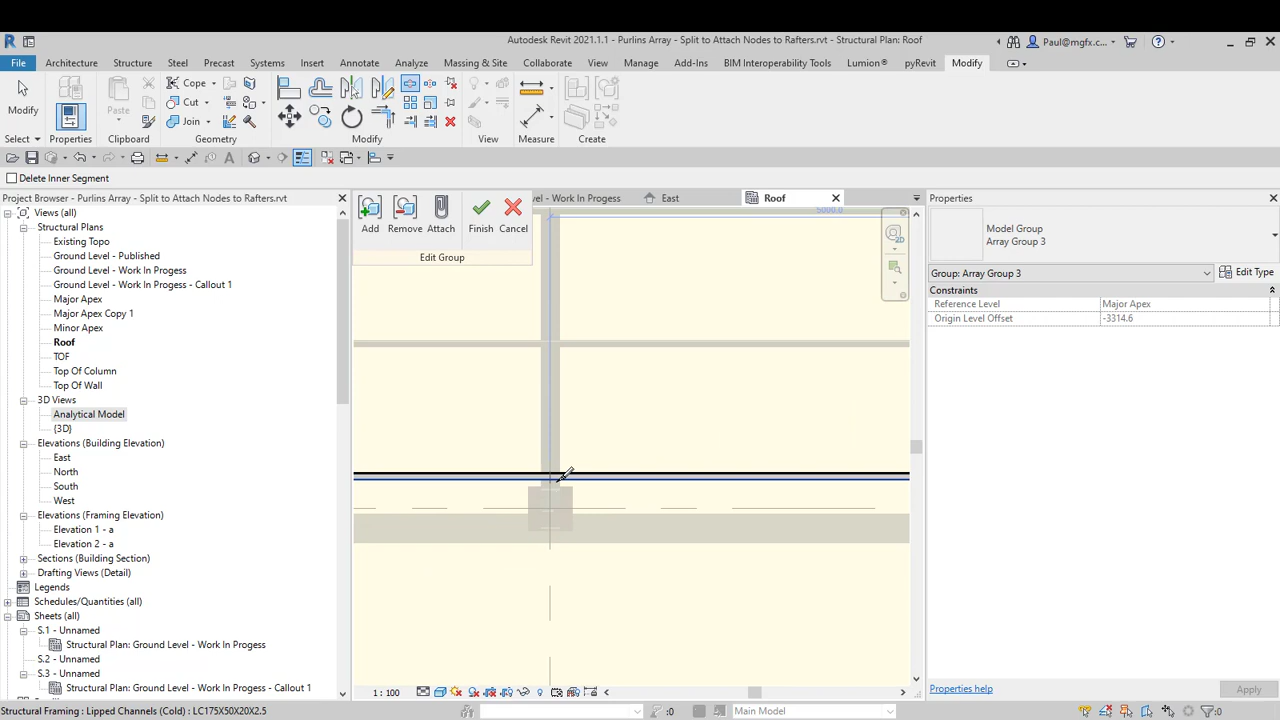 Autodesk Revit 2021.1.1 - Purlins Array - Split to Attach Nodes to Rafters.rvt - Structural Plan: Roof
Paul@mgfx.c...
File Architecture Structure Steel Precast Systems Insert Annotate Analyze Massing & Site Collaborate View Manage Add-Ins BIM Interoperability Tools Lumion® pyRevit Modify
Modify
Properties
Paste
Cope
Cut
Join
Select Properties Clipboard Geometry Modify View Measure Create
Delete Inner Segment
Project Browser - Purlins Array - Split to Attach Nodes to Rafters.rvt
Views (all)
Structural Plans
Existing Topo
Ground Level - Published
Ground Level - Work In Progess
Ground Level - Work In Progess - Callout 1
Major Apex
Major Apex Copy 1
Minor Apex
Roof
TOF
Top Of Column
Top Of Wall
3D Views
Analytical Model
{3D}
Elevations (Building Elevation)
East
North
South
West
Elevations (Framing Elevation)
Elevation 1 - a
Elevation 2 - a
Sections (Building Section)
Drafting Views (Detail)
Legends
Schedules/Quantities (all)
Sheets (all)
S.1 - Unnamed
Structural Plan: Ground Level - Work In Progess
S.2 - Unnamed
S.3 - Unnamed
Structural Plan: Ground Level - Work In Progess - Callout 1
Add Remove Attach Finish Cancel
Edit Group
vel - Work In Progess
East
Roof
5000.0
2D
Properties
Model Group
Array Group 3
Group: Array Group 3
Edit Type
Constraints
Reference Level Major Apex
Origin Level Offset -3314.6
Properties help
Apply
1 : 100
Structural Framing : Lipped Channels (Cold) : LC175X50X20X2.5
:0
Main Model
:0